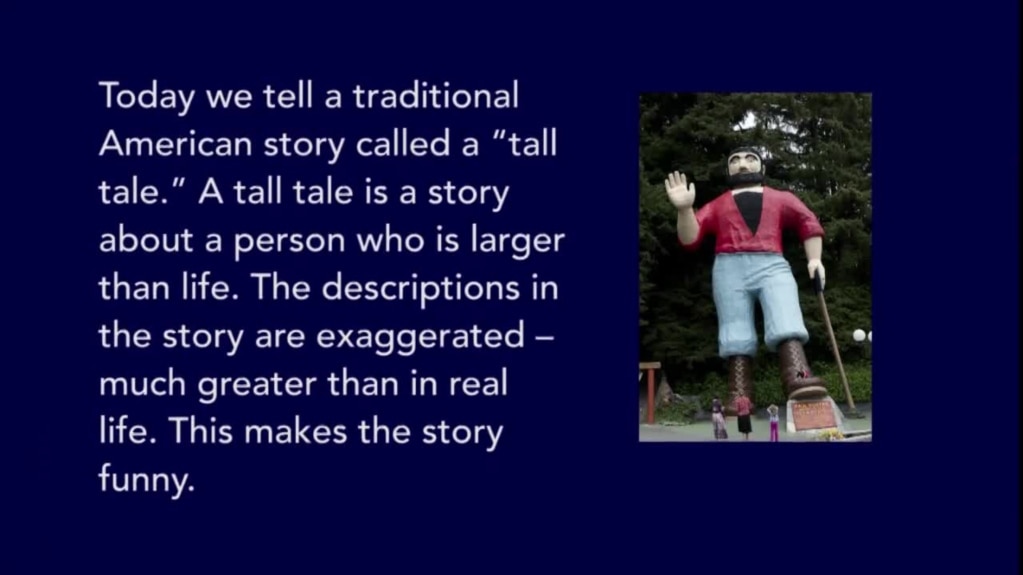 Today we tell a traditional
American story called a “tall
tale.” A tall tale is a story
about a person who is larger
than life. The descriptions in
the story are exaggerated –
much greater than in real
life. This makes the story
funny.